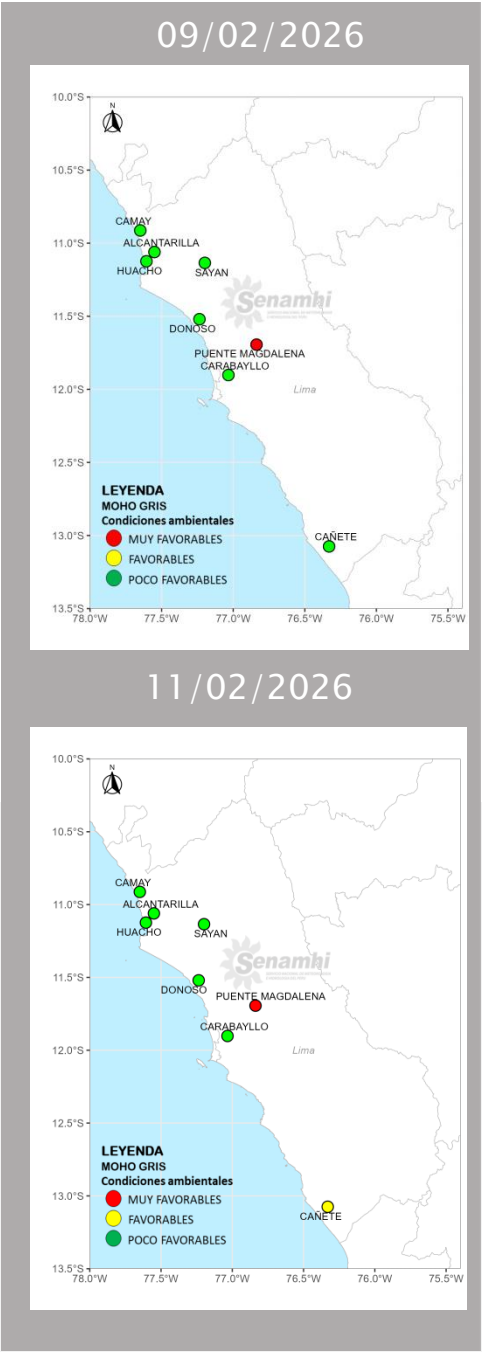 09/02/2026
N
10.0°S
10.5°S
CAMAY
11.0°S
ALCANTARILLA
HUACHO
SAYAN
Senamhi
11.5°S
DONOSO
PUENTE MAGDALENA
CARABAYLLO
12.0°S
Lima
12.5°S
LEYENDA
MOHO GRIS
Condiciones ambientales
13.0°S
CAÑETE
MUY FAVORABLES
FAVORABLES
POCO FAVORABLES
13.5°S
78.0°W 77.5°W 77.0°W 76.5°W 76.0°W 75.5°W
11/02/2026
10.0°S
N
10.5°S
CAMAY
11.0°S
ALCANTARILLA
HUACHO
SAYAN
Senamhi
11.5°S
DONOSO
PUENTE MAGDALENA
CARABAYLLO
12.0°S
Lima
12.5°S
LEYENDA
MOHO GRIS
Condiciones ambientales
13.0°S
CAÑETE
MUY FAVORABLES
FAVORABLES
POCO FAVORABLES
13.5°S
78.0°W 77.5°W 77.0°W 76.5°W 76.0°W 75.5°W